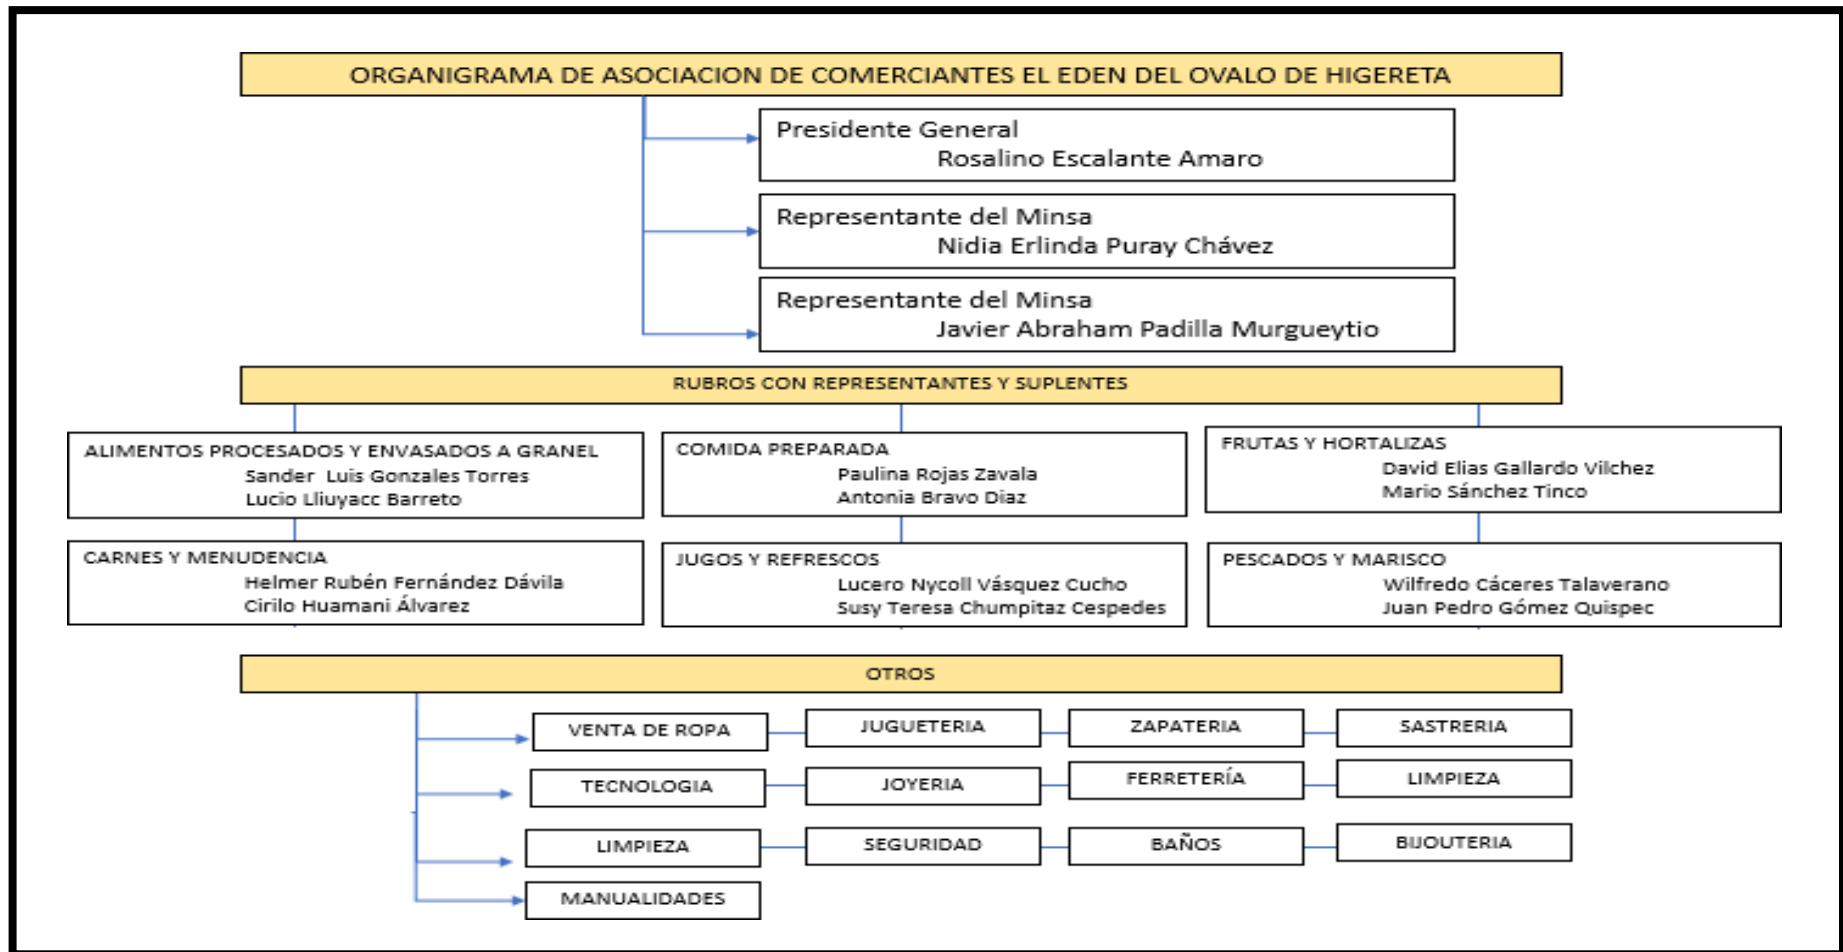 ORGANIGRAMA DE ASOCIACION DE COMERCIANTES EL EDEN DEL OVALO DE HIGERETA
Presidente General
Rosalino Escalante Amaro
Representante del Minsa
Nidia Erlinda Puray Chávez
Representante del Minsa
Javier Abraham Padilla Murgueytio
RUBROS CON REPRESENTANTES Y SUPLENTES
ALIMENTOS PROCESADOS Y ENVASADOS A GRANEL
Sander Luis Gonzales Torres
Lucio Lliuyacc Barreto
COMIDA PREPARADA
Paulina Rojas Zavala
Antonia Bravo Diaz
FRUTAS Y HORTALIZAS
David Elias Gallardo Vilchez
Mario Sánchez Tinco
CARNES Y MENUDENCIA
Helmer Rubén Fernández Dávila
Cirilo Huamani Álvarez
JUGOS Y REFRESCOS
Lucero Nycoll Vásquez Cucho
Susy Teresa Chumpitaz Cespedes
PESCADOS Y MARISCO
Wilfredo Cáceres Talaverano
Juan Pedro Gómez Quispec
OTROS
VENTA DE ROPA
JUGUETERIA
ZAPATERIA
SASTRERIA
TECNOLOGIA
JOYERIA
FERRETERÍA
LIMPIEZA
LIMPIEZA
SEGURIDAD
BAÑOS
BIJOUTERIA
MANUALIDADES